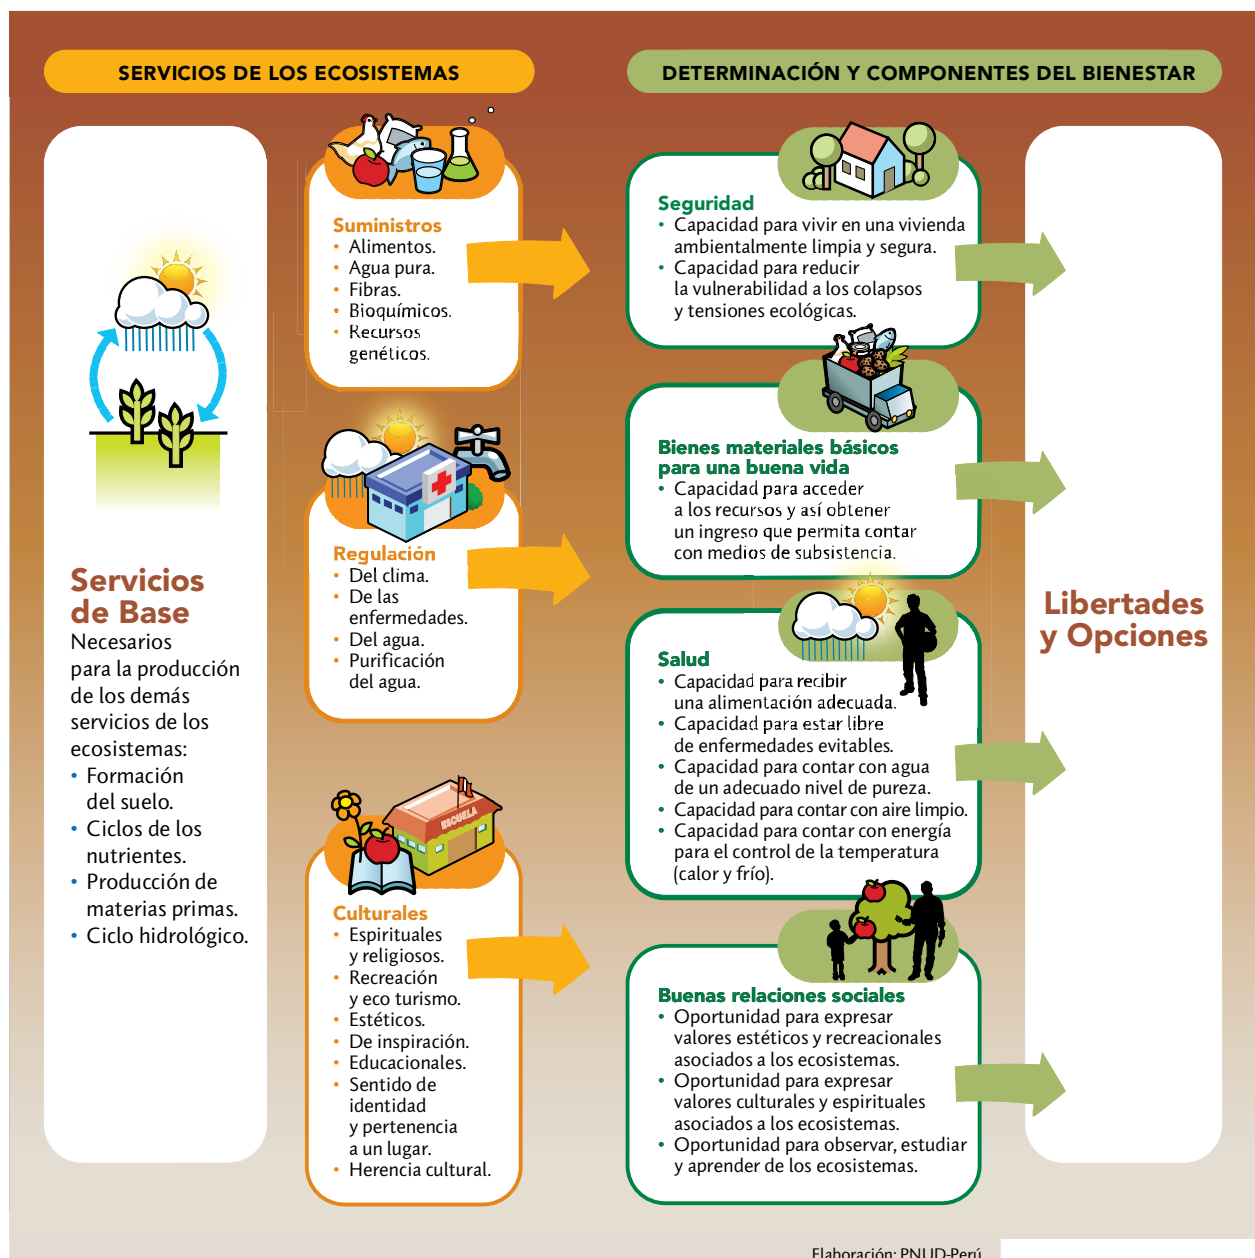 SERVICIOS DE LOS ECOSISTEMAS
DETERMINACIÓN Y COMPONENTES DEL BIENESTAR
Servicios
de Base
Necesarios
para la producción
de los demás
servicios de los
ecosistemas:
• Formación
del suelo.
• Ciclos de los
nutrientes.
• Producción de
materias primas.
• Ciclo hidrológico.
Suministros
• Alimentos.
• Agua pura.
• Fibras.
• Bioquímicos.
• Recursos
genéticos.
Regulación
• Del clima.
• De las
enfermedades.
• Del agua.
• Purificación
del agua.
ESCUELA
Culturales
• Espirituales
y religiosos.
• Recreación
y eco turismo.
• Estéticos.
• De inspiración.
• Educacionales.
• Sentido de
identidad
y pertenencia
a un lugar.
• Herencia cultural.
Seguridad
• Capacidad para vivir en una vivienda
ambientalmente limpia y segura.
• Capacidad para reducir
la vulnerabilidad a los colapsos
y tensiones ecológicas.
Bienes materiales básicos
para una buena vida
• Capacidad para acceder
a los recursos y así obtener
un ingreso que permita contar
con medios de subsistencia.
Salud
• Capacidad para recibir
una alimentación adecuada.
• Capacidad para estar libre
de enfermedades evitables.
• Capacidad para contar con agua
de un adecuado nivel de pureza.
• Capacidad para contar con aire limpio.
• Capacidad para contar con energía
para el control de la temperatura
(calor y frío).
Buenas relaciones sociales
• Oportunidad para expresar
valores estéticos y recreacionales
asociados a los ecosistemas.
• Oportunidad para expresar
valores culturales y espirituales
asociados a los ecosistemas.
• Oportunidad para observar, estudiar
y aprender de los ecosistemas.
Libertades
y Opciones
Elaboración: PNUD-Perú